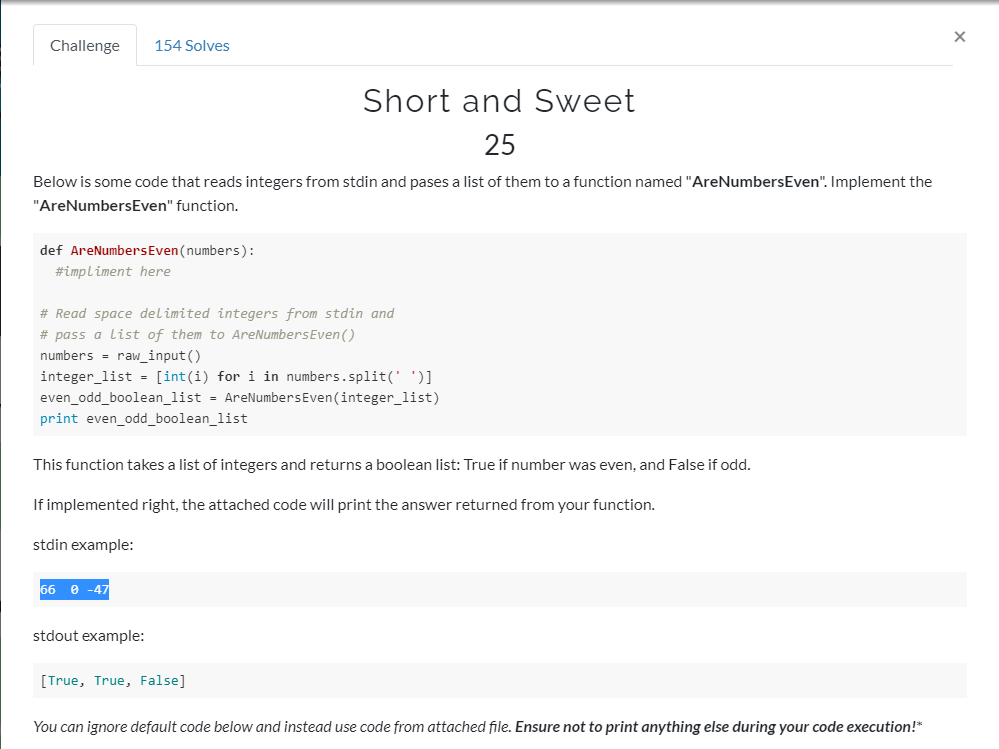 Challenge
154 Solves
×
Short and Sweet
25
Below is some code that reads integers from stdin and pases a list of them to a function named "AreNumbersEven". Implement the
"AreNumbersEven" function.
def AreNumbersEven(numbers):
  #impliment here
# Read space delimited integers from stdin and
# pass a list of them to AreNumbersEven()
numbers = raw_input()
integer_list = [int(i) for i in numbers.split(' ')]
even_odd_boolean_list = AreNumbersEven(integer_list)
print even_odd_boolean_list
This function takes a list of integers and returns a boolean list: True if number was even, and False if odd.
If implemented right, the attached code will print the answer returned from your function.
stdin example:
66  0 -47
stdout example:
[True, True, False]
You can ignore default code below and instead use code from attached file. Ensure not to print anything else during your code execution!*